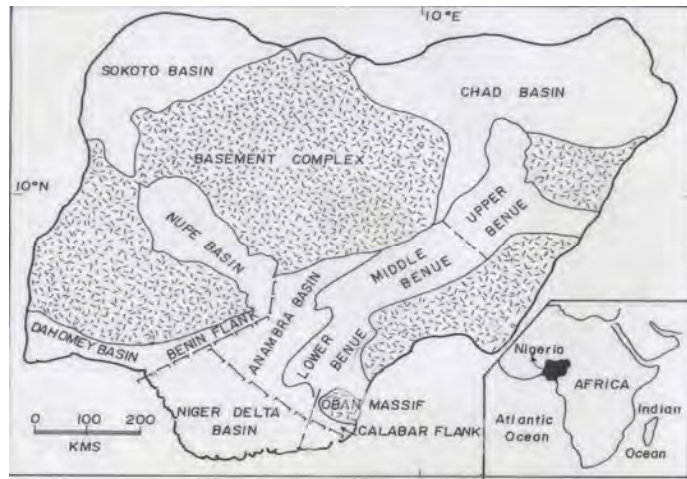 10°E
SOKOTO BASIN
CHAD BASIN
BASEMENT COMPLEX
10°N
NUPE BASIN
UPPER
BENUE
MIDDLE
BENUE
ANAMBRA BASIN
BENIN FLANK
DAHOMEY BASIN
LOWER
BENUE
OBAN MASSIF
NIGER DELTA
BASIN
CALABAR FLANK
0 100 200
KMS
Nigeria
AFRICA
Atlantic
Ocean
Indian
Ocean